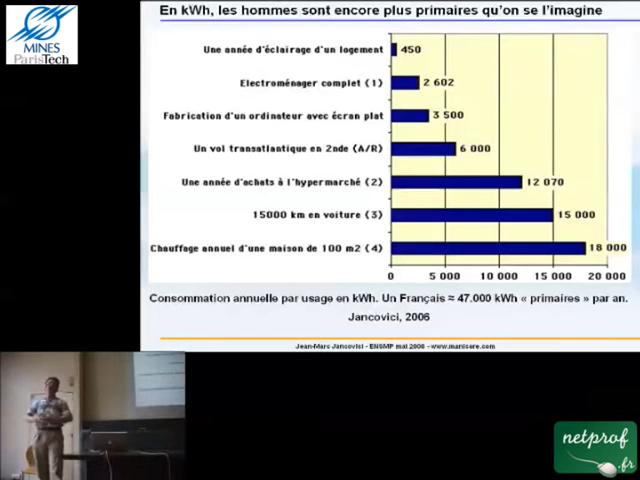 En kWh, les hommes sont encore plus primaires qu'on se l'imagine
MINES
ParisTech
Une année d'éclairage d'un logement 450
Electroménager complet (1) 2 602
Fabrication d'un ordinateur avec écran plat 3 500
Un vol transatlantique en 2nde (A/R) 6 000
Une année d'achats à l'hypermarché (2) 12 070
15000 km en voiture (3) 15 000
Chauffage annuel d'une maison de 100 m2 (4) 18 000
0 5 000 10 000 15 000 20 000
Consommation annuelle par usage en kWh. Un Français ≈ 47.000 kWh « primaires » par an.
Jancovici, 2006
Jean-Marc Jancovici - ENSMP mai 2008 - www.manicore.com
netprof
.fr